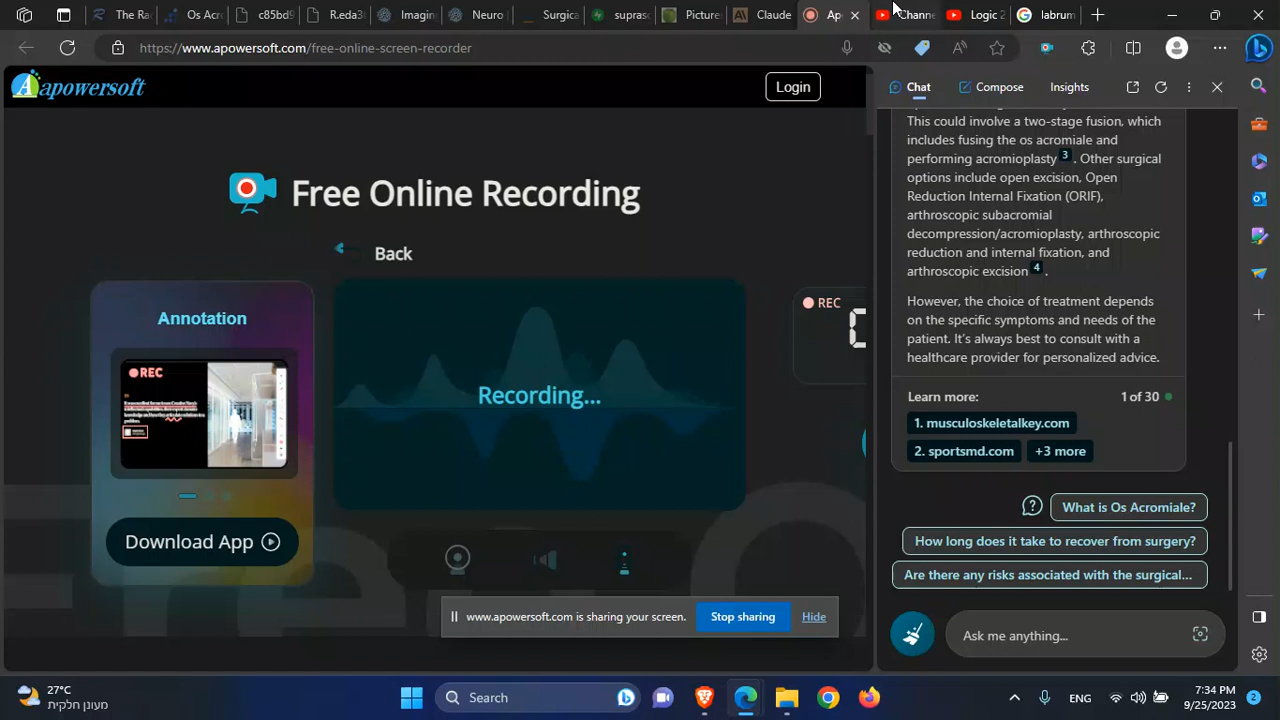 The Ra
Os Acro
c85bd9
Reda3
Imagin
Neuro
Surgica
suprasc
Picture
Claude
Ap
Channe
Logic 2
labrum
https://www.apowersoft.com/free-online-screen-recorder
apowersoft
Login
Free Online Recording
Back
Annotation
REC
Recording...
REC
Download App
www.apowersoft.com is sharing your screen.
Stop sharing
Hide
Chat
Compose
Insights
This could involve a two-stage fusion, which
includes fusing the os acromiale and
performing acromioplasty 3 . Other surgical
options include open excision, Open
Reduction Internal Fixation (ORIF),
arthroscopic subacromial
decompression/acromioplasty, arthroscopic
reduction and internal fixation, and
arthroscopic excision 4 .
However, the choice of treatment depends
on the specific symptoms and needs of the
patient. It's always best to consult with a
healthcare provider for personalized advice.
Learn more:
1 of 30
1. musculoskeletalkey.com
2. sportsmd.com
+3 more
What is Os Acromiale?
How long does it take to recover from surgery?
Are there any risks associated with the surgical...
Ask me anything...
27°C
מעונן חלקית
Search
ENG
7:34 PM
9/25/2023
2